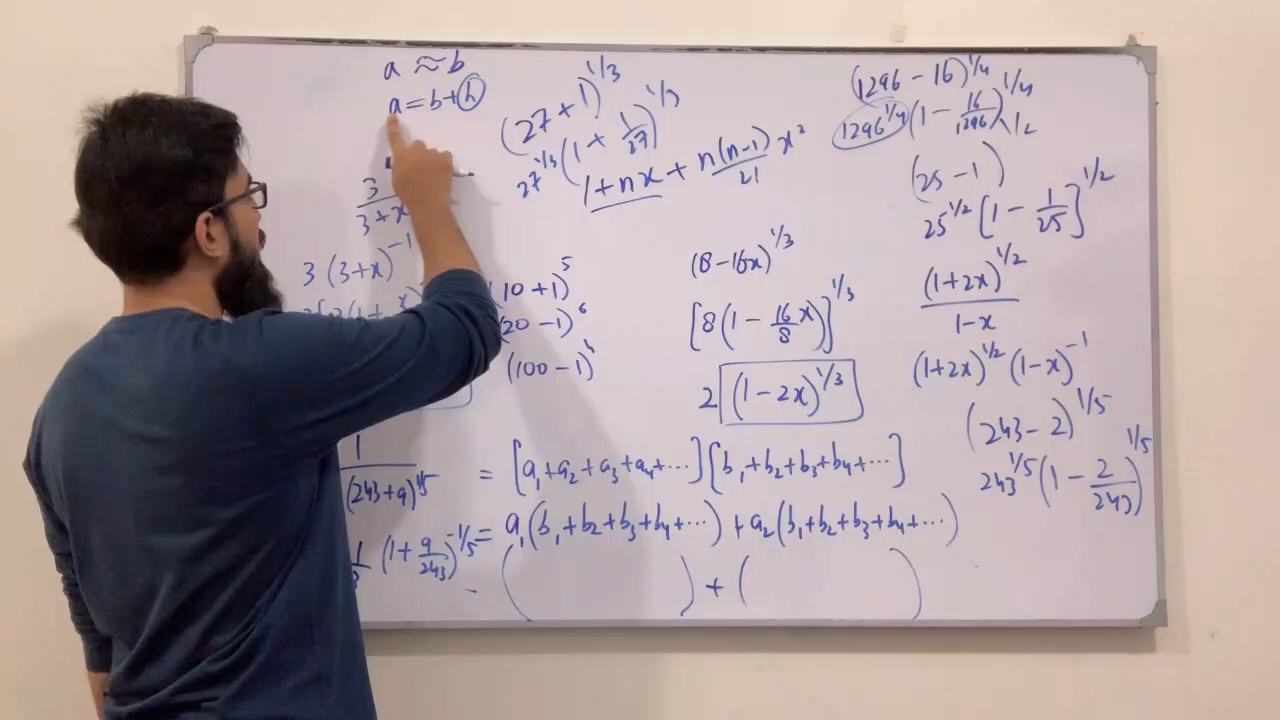 a ≈ b
a = b + h
(27 + 1)^1/3
27^1/3 (1 + 1/27)^1/3
1 + nx + n(n-1)/2! x²
3/3+x
3 (3+x)^-1
(10 + 1)^5
(20 - 1)^6
(100 - 1)
1/(243+a)^1/5
(1 + a/243)^-1/5
(8-16x)^1/3
[8(1 - 16/8 x)]^1/3
2 (1-2x)^1/3
= [a₁+a₂+a₃+a₄+...][b₁+b₂+b₃+b₄+...]
= a₁(b₁+b₂+b₃+b₄+...) + a₂(b₁+b₂+b₃+b₄+...)
( ) + ( )
(1296 - 16)^1/4
1296^1/4 (1 - 16/1296)^1/4
1/2
(25 - 1)
25^1/2 [1 - 1/25]^1/2
(1+2x)^1/2/1-x
(1+2x)^1/2 (1-x)^-1
(243 - 2)^1/5
243^1/5 (1 - 2/243)^1/5